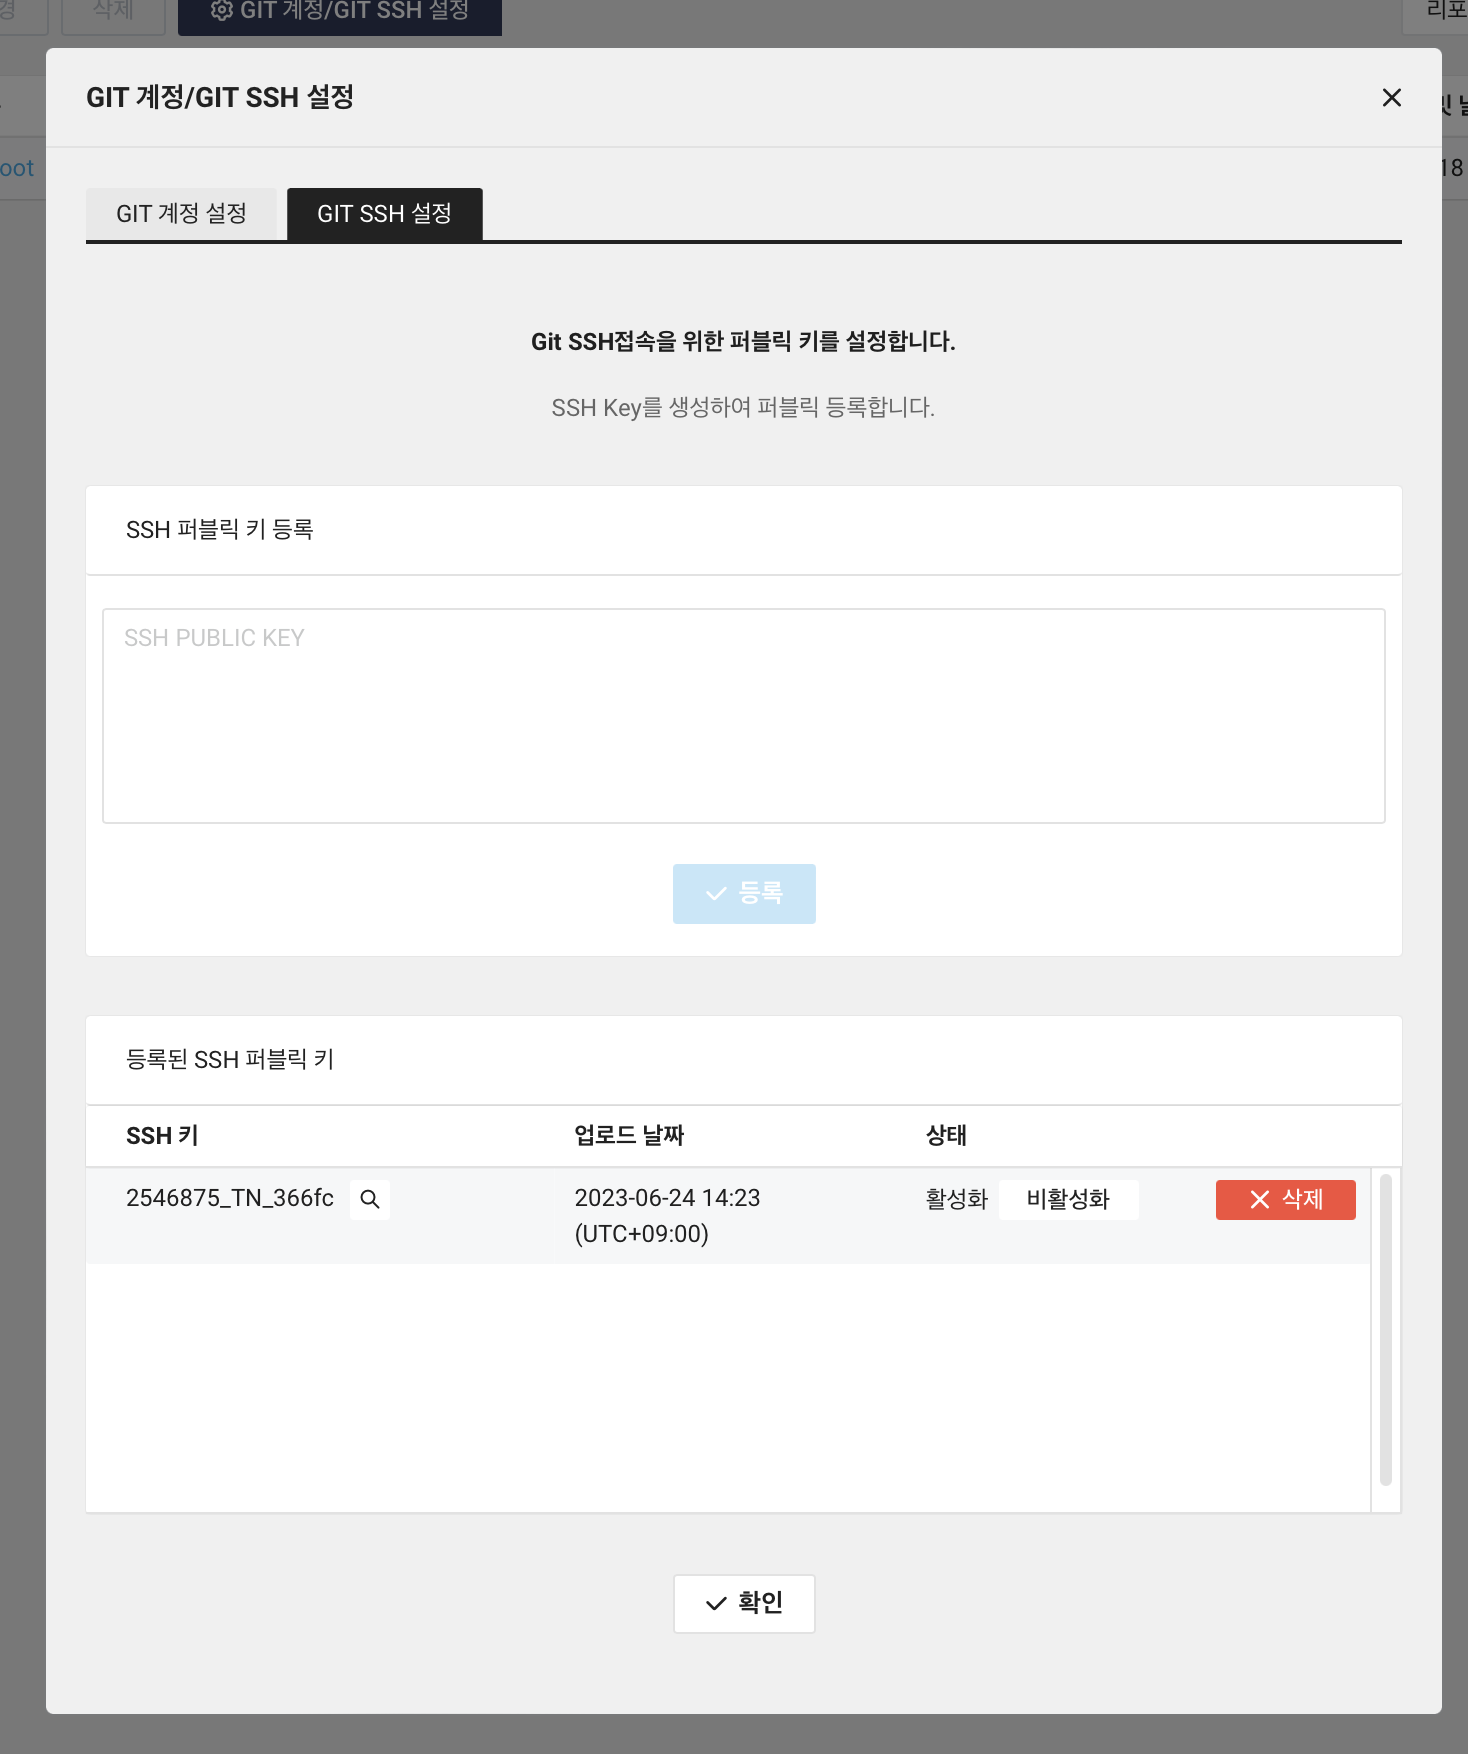 경
삭제
GIT 계정/GIT SSH 설정
리포
GIT 계정/GIT SSH 설정
oot
18
GIT 계정 설정
GIT SSH 설정
Git SSH접속을 위한 퍼블릭 키를 설정합니다.
SSH Key를 생성하여 퍼블릭 등록합니다.
SSH 퍼블릭 키 등록
SSH PUBLIC KEY
등록
등록된 SSH 퍼블릭 키
SSH 키 업로드 날짜 상태
2546875_TN_366fc 2023-06-24 14:23 활성화 비활성화 삭제
(UTC+09:00)
확인